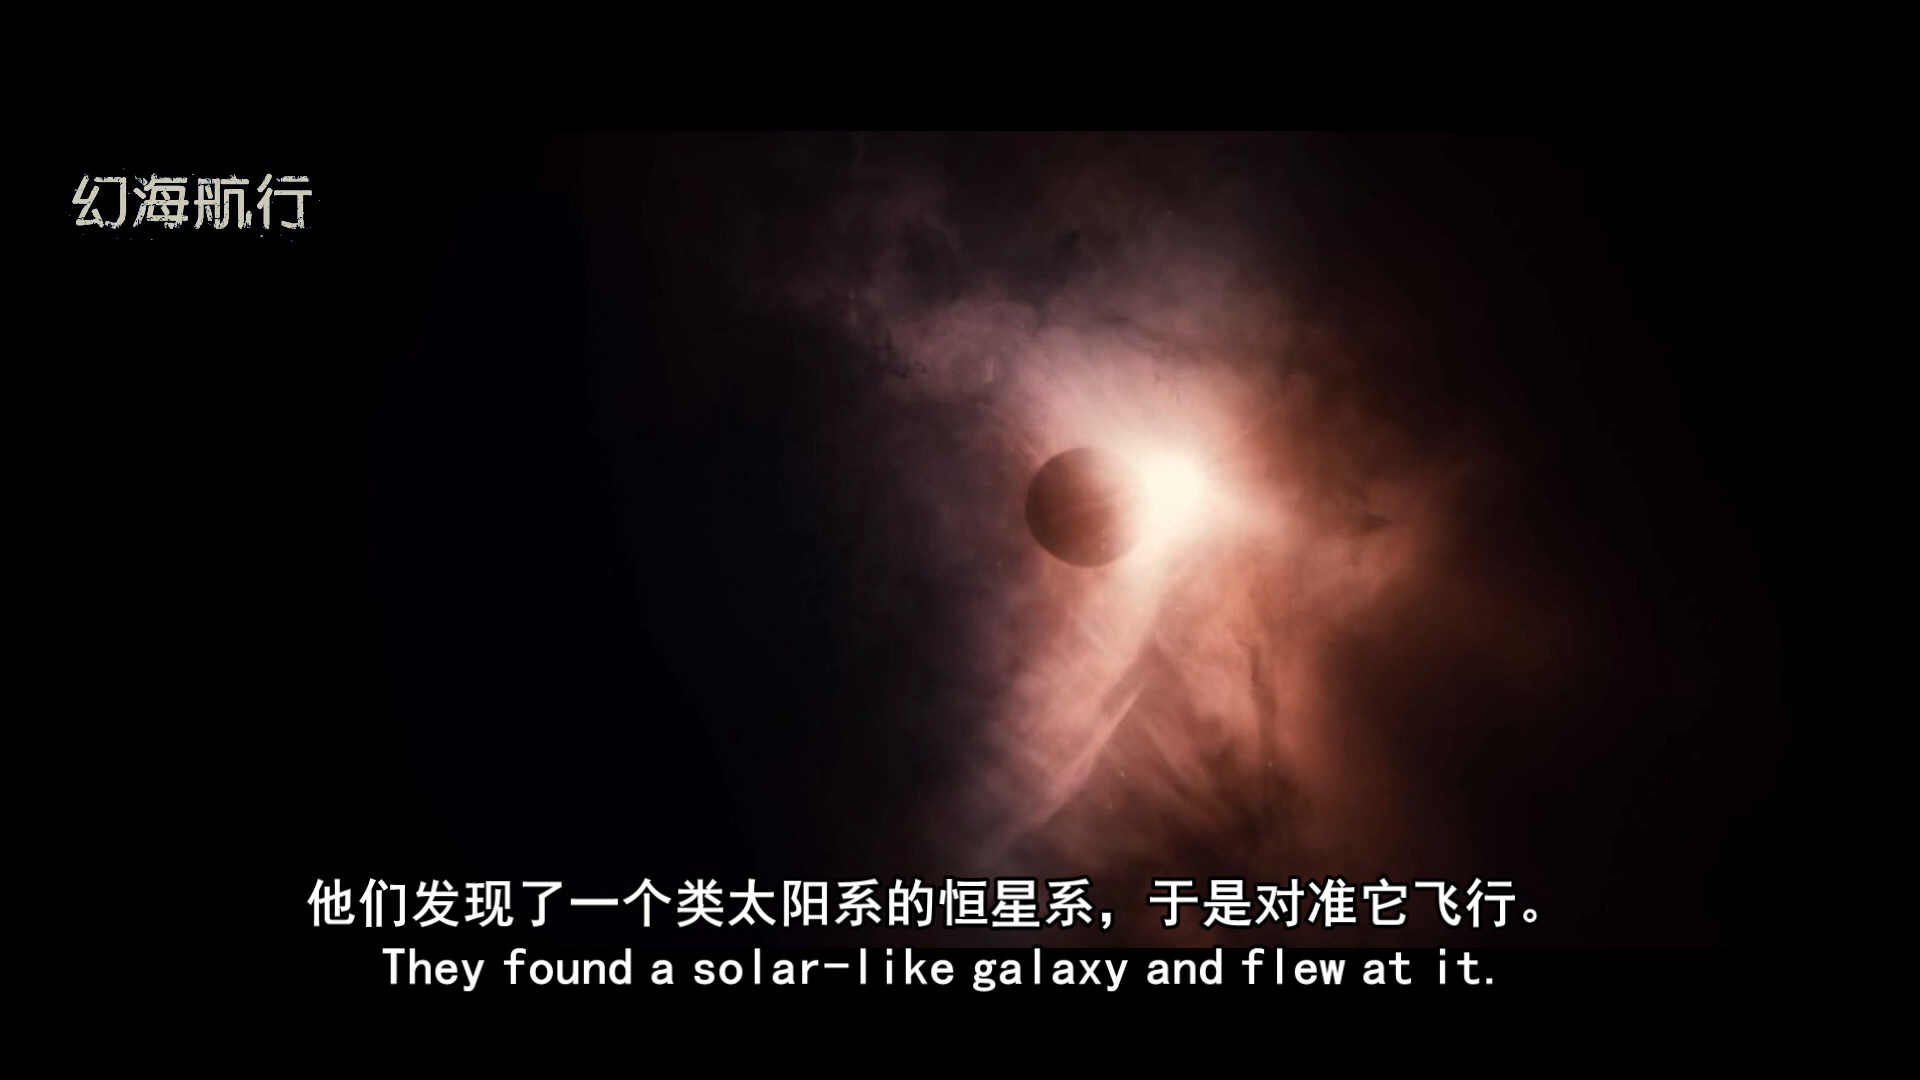 幻海航行
他们发现了一个类太阳系的恒星系，于是对准它飞行。
They found a solar-like galaxy and flew at it.